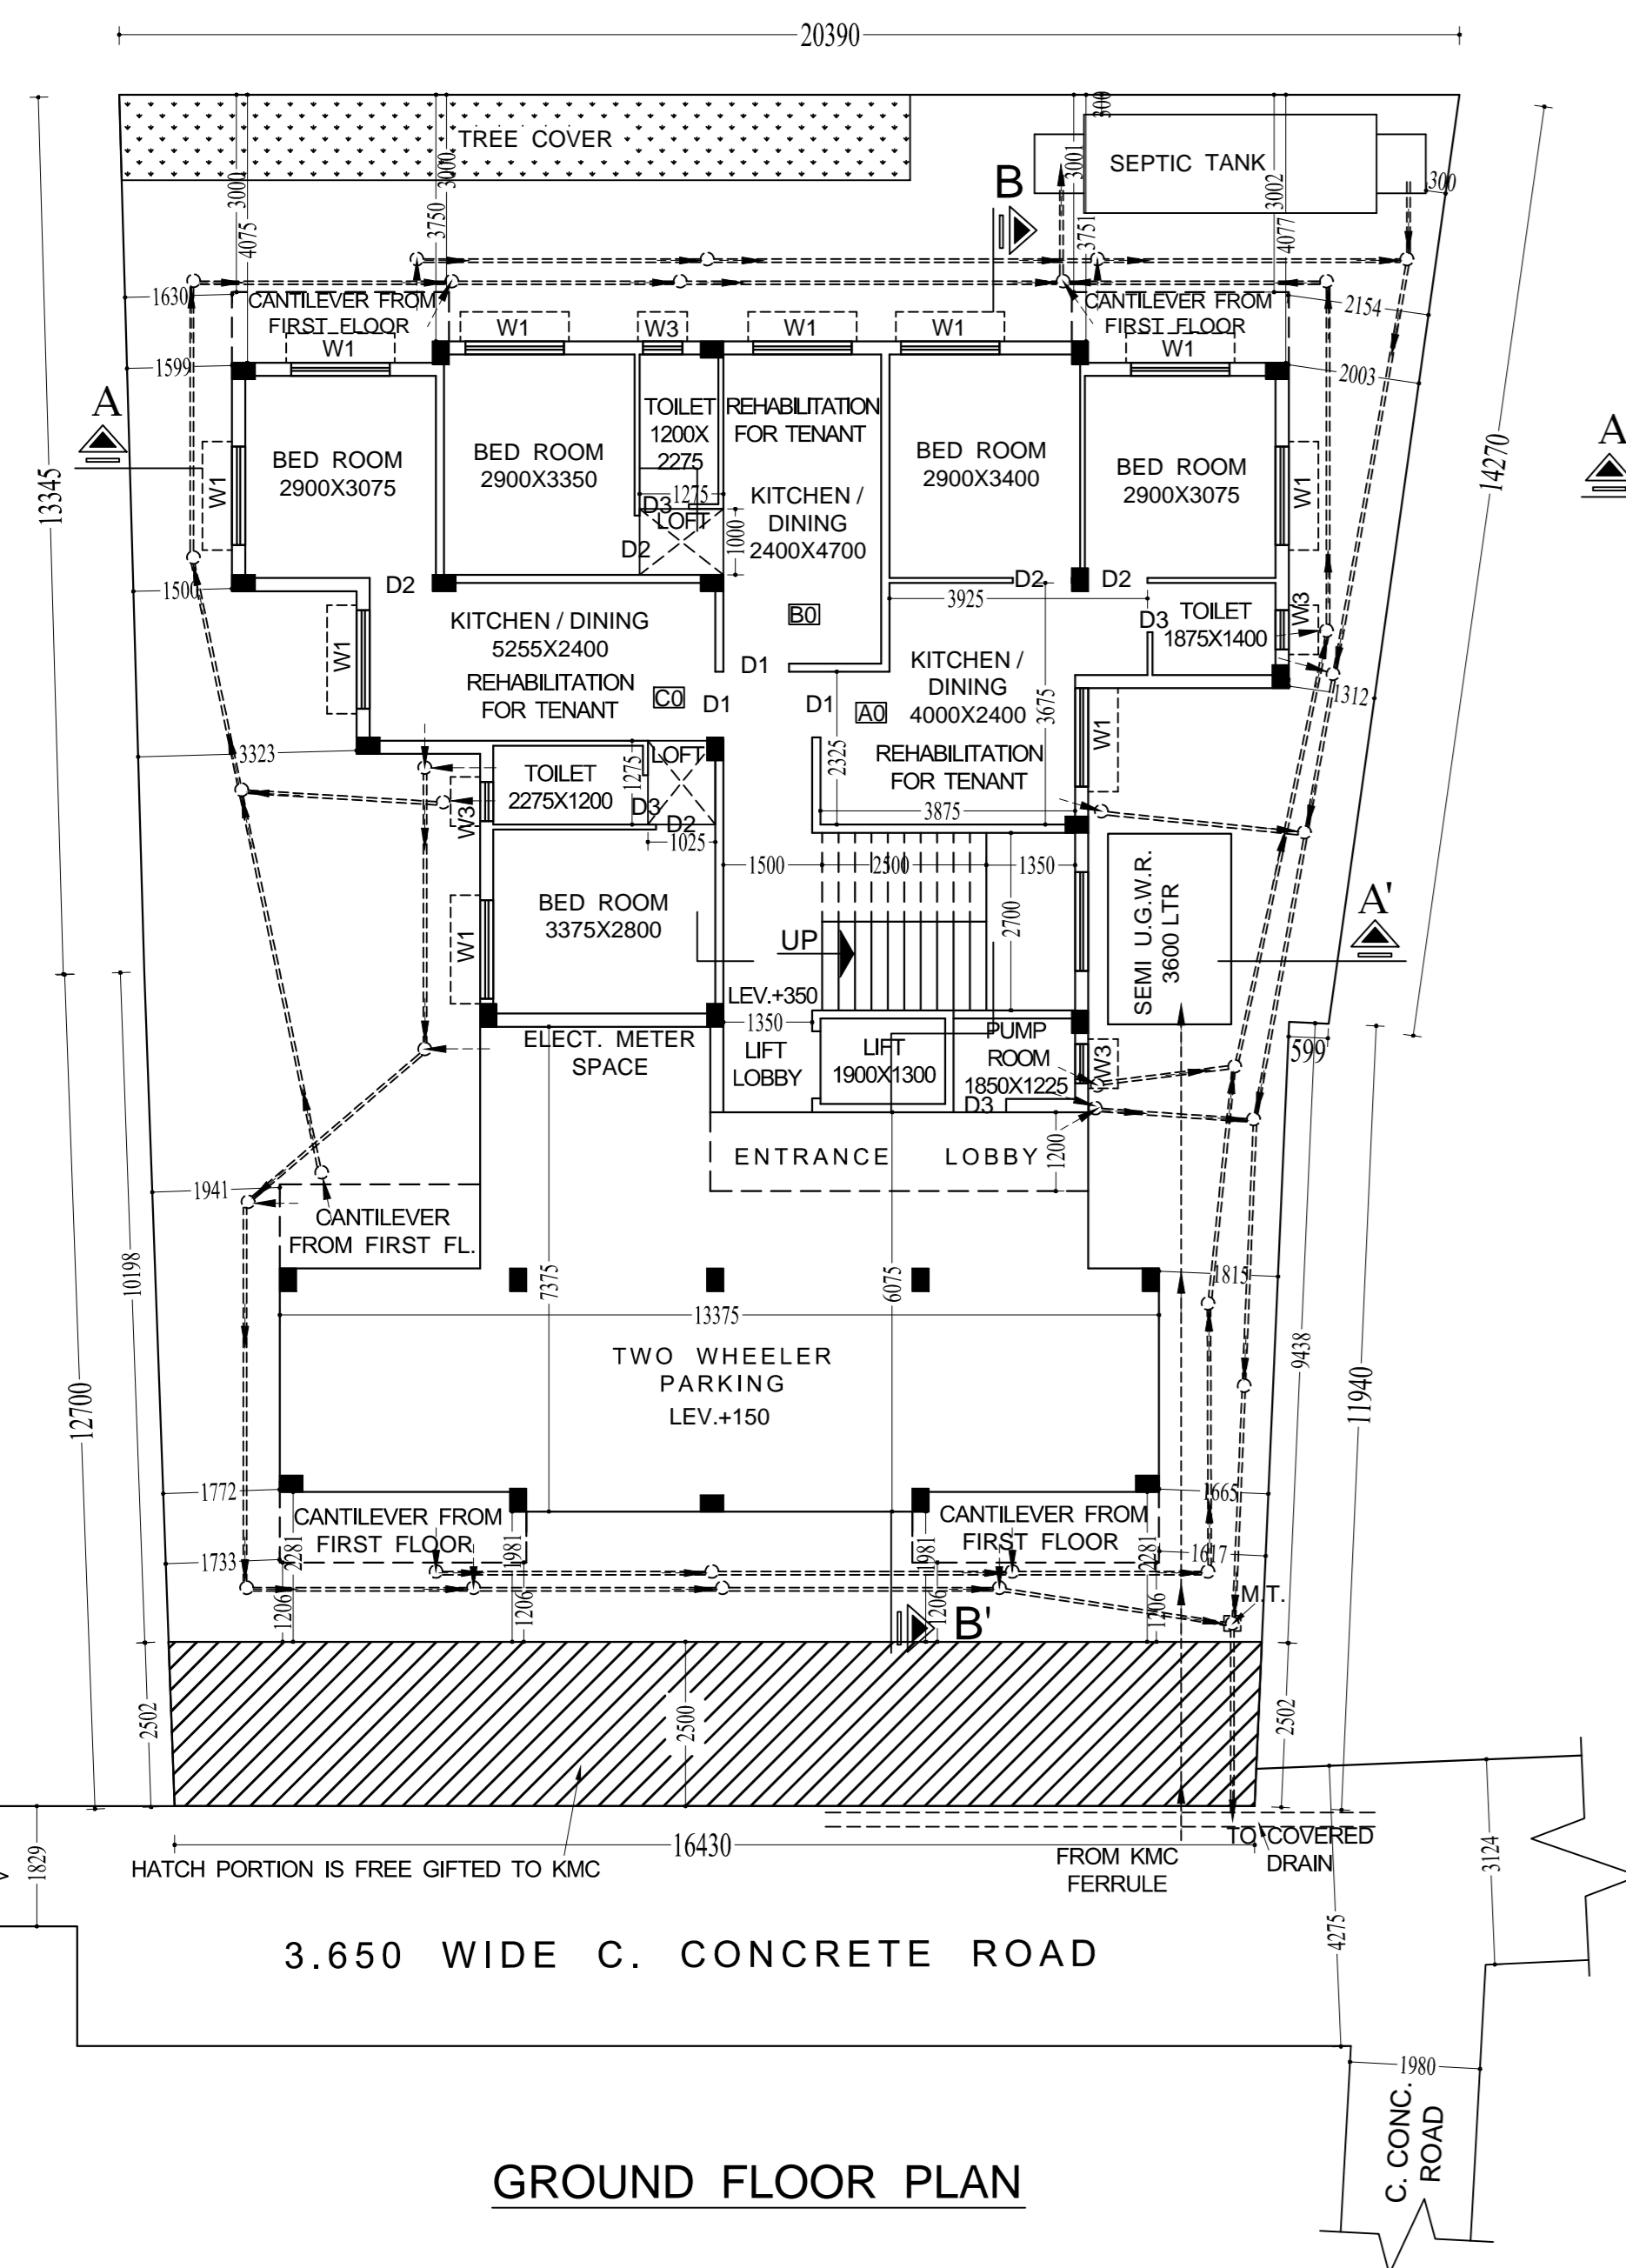 20390
TREE COVER
SEPTIC TANK
300
300
3000
4075
3000
3750
3001
3751
3002
4077
B
1630
CANTILEVER FROM
FIRST FLOOR
CANTILEVER FROM
FIRST FLOOR
2154
W1
W1
W3
W1
W1
W1
1599
2003
A
A
13345
14270
BED ROOM
2900X3075
BED ROOM
2900X3350
TOILET
1200X
2275
REHABILITATION
FOR TENANT
BED ROOM
2900X3400
BED ROOM
2900X3075
W1
W1
1275
D3
LOFT
D2
1000
KITCHEN /
DINING
2400X4700
1500
D2
D2
D2
3925
W3
KITCHEN / DINING
5255X2400
B0
D3
TOILET
1875X1400
W1
REHABILITATION
FOR TENANT
C0
D1
D1
D1
A0
KITCHEN /
DINING
4000X2400
3675
1312
W1
REHABILITATION
FOR TENANT
2325
3323
TOILET
2275X1200
1275
LOFT
D3
D2
1025
W3
3875
1500
2500
1350
BED ROOM
3375X2800
W1
UP
2700
SEMI U.G.W.R.
3600 LTR
A'
LEV.+350
1350
ELECT. METER
SPACE
LIFT
LOBBY
LIFT
1900X1300
PUMP
ROOM
1850X1225
D3
W3
599
ENTRANCE LOBBY
1200
1941
CANTILEVER
FROM FIRST FL.
10198
7375
6075
1815
13375
TWO WHEELER
PARKING
LEV.+150
9438
11940
12700
1772
CANTILEVER FROM
FIRST FLOOR
CANTILEVER FROM
FIRST FLOOR
1665
1733
2281
1981
1981
2281
1617
1206
1206
1206
1206
M.T.
B'
2502
2500
2502
16430
1829
HATCH PORTION IS FREE GIFTED TO KMC
FROM KMC
FERRULE
TO COVERED
DRAIN
3124
4275
3.650 WIDE C. CONCRETE ROAD
1980
C. CONC.
ROAD
GROUND FLOOR PLAN